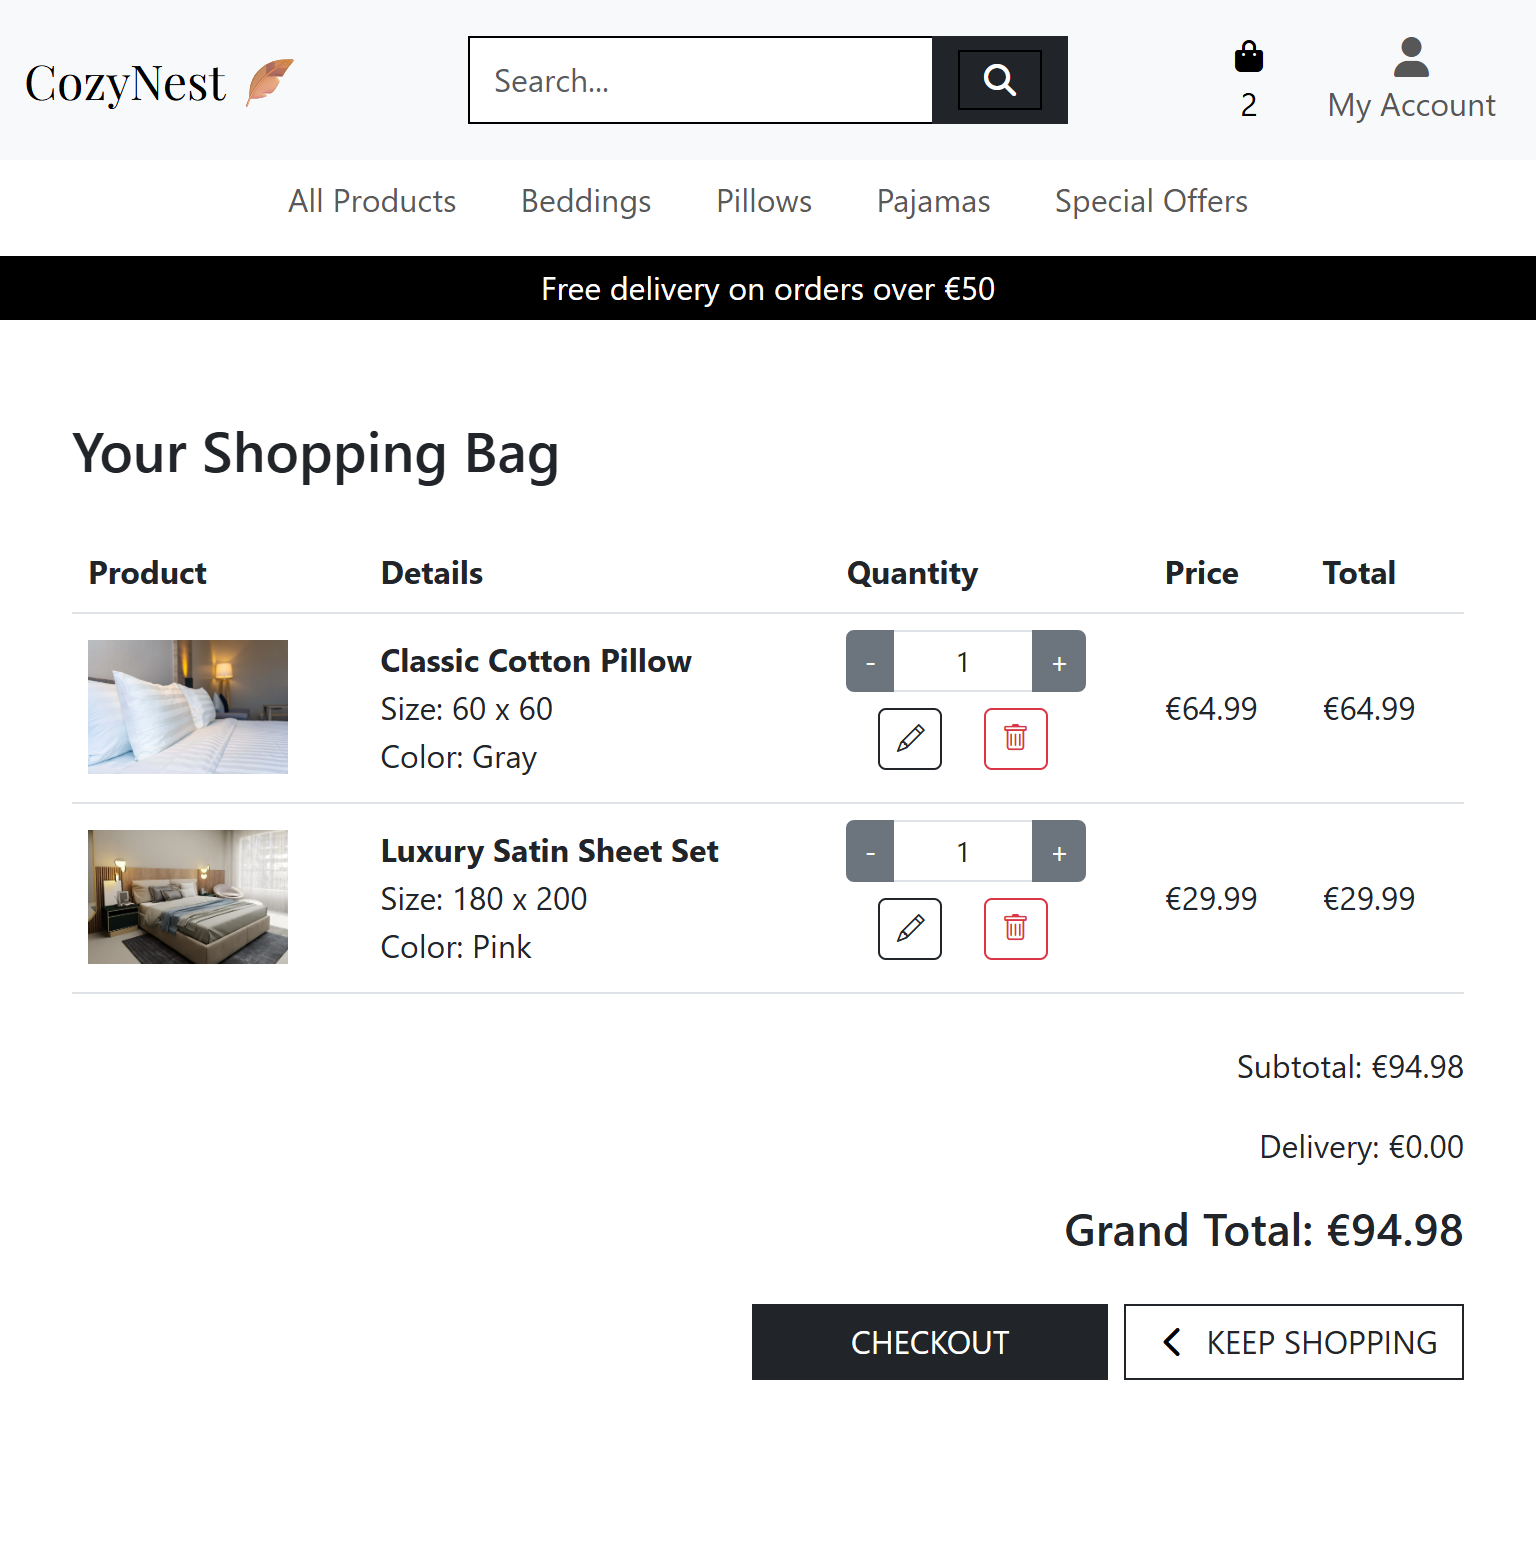 CozyNest
Search...
2
My Account
All Products Beddings Pillows Pajamas Special Offers
Free delivery on orders over €50
Your Shopping Bag
Product Details Quantity Price Total
Classic Cotton Pillow
Size: 60 x 60
Color: Gray
- 1 +
€64.99 €64.99
Luxury Satin Sheet Set
Size: 180 x 200
Color: Pink
- 1 +
€29.99 €29.99
Subtotal: €94.98
Delivery: €0.00
Grand Total: €94.98
CHECKOUT KEEP SHOPPING